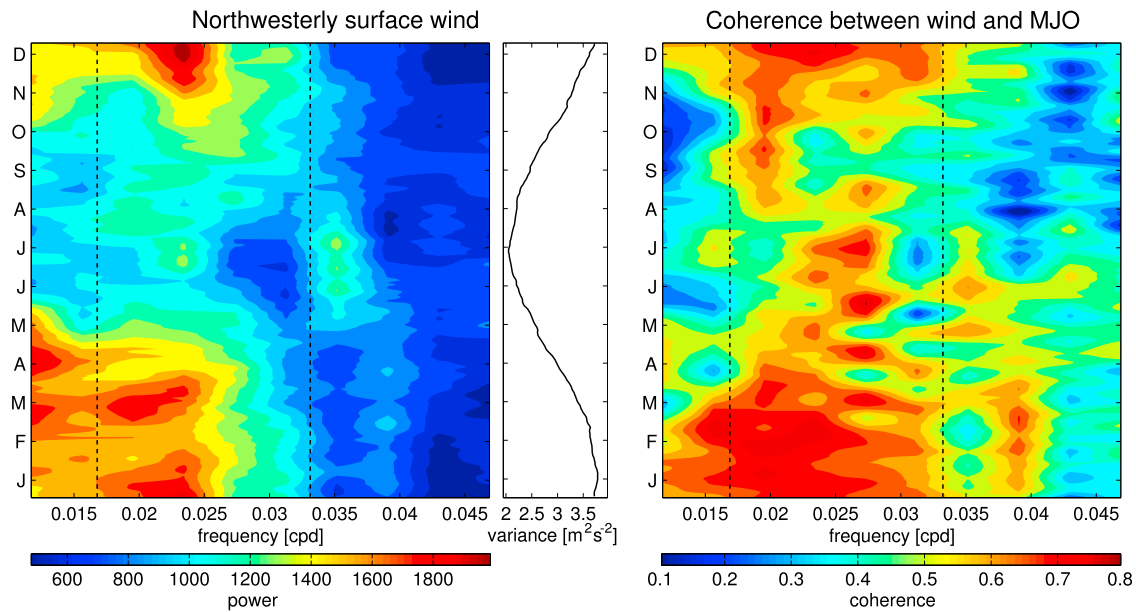 Northwesterly surface wind
D
N
O
S
A
J
J
M
A
M
F
J
0.015 0.02 0.025 0.03 0.035 0.04 0.045
frequency [cpd]
600 800 1000 1200 1400 1600 1800
power
2 2.5 3 3.5
variance [m²s⁻²]
Coherence between wind and MJO
D
N
O
S
A
J
J
M
A
M
F
J
0.015 0.02 0.025 0.03 0.035 0.04 0.045
frequency [cpd]
0.1 0.2 0.3 0.4 0.5 0.6 0.7 0.8
coherence